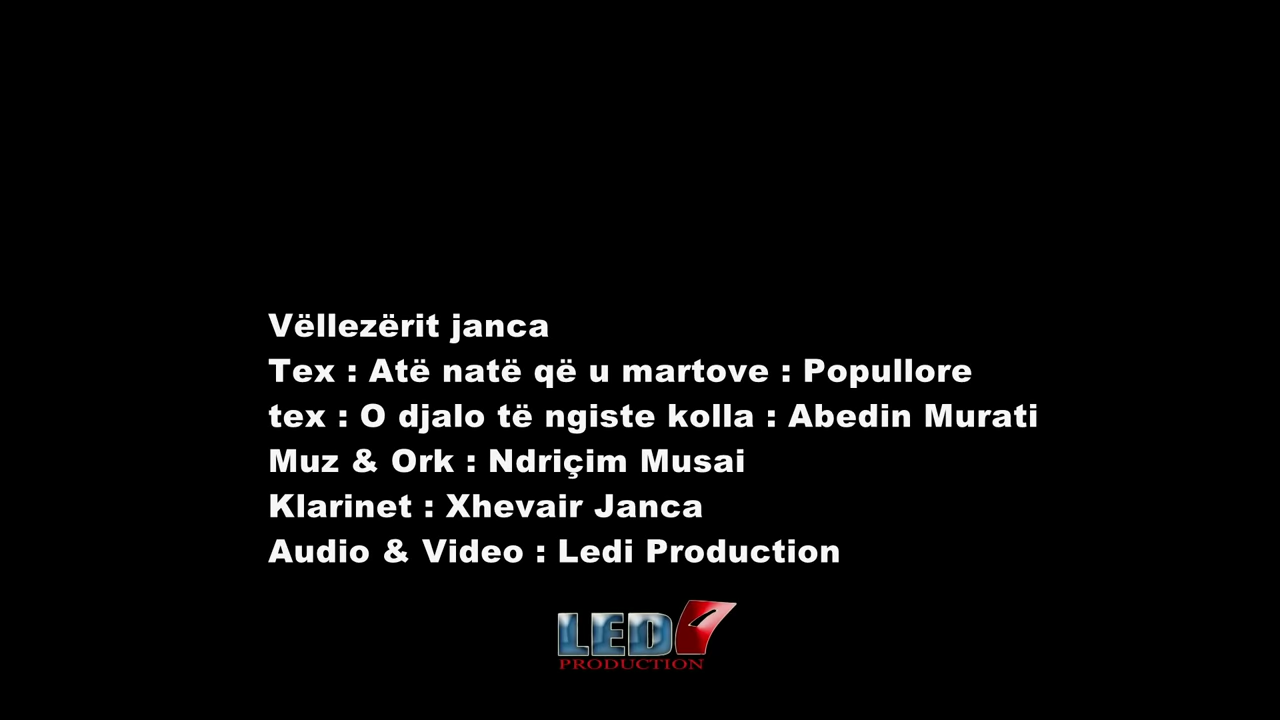 Vëllezërit janca
Tex : Atë natë që u martove : Popullore
tex : O djalo të ngiste kolla : Abedin Murati
Muz & Ork : Ndriçim Musai
Klarinet : Xhevair Janca
Audio & Video : Ledi Production
LEDI
PRODUCTION